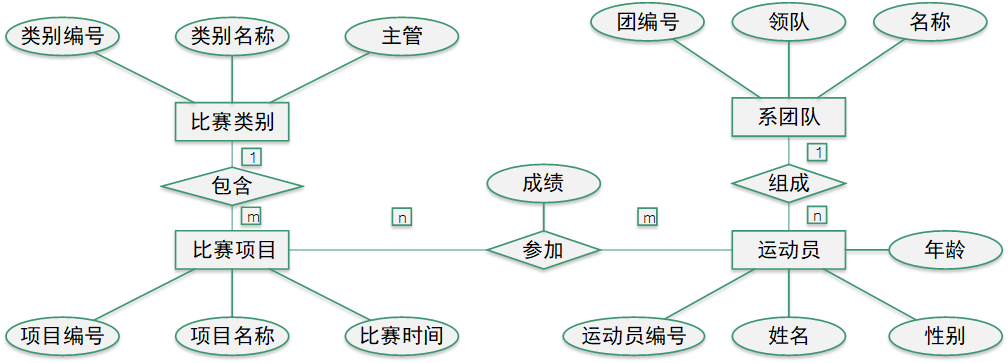 类别编号
类别名称
主管
团编号
领队
名称
比赛类别
系团队
1
1
包含
成绩
组成
m
n
m
n
比赛项目
参加
运动员
年龄
项目编号
项目名称
比赛时间
运动员编号
姓名
性别